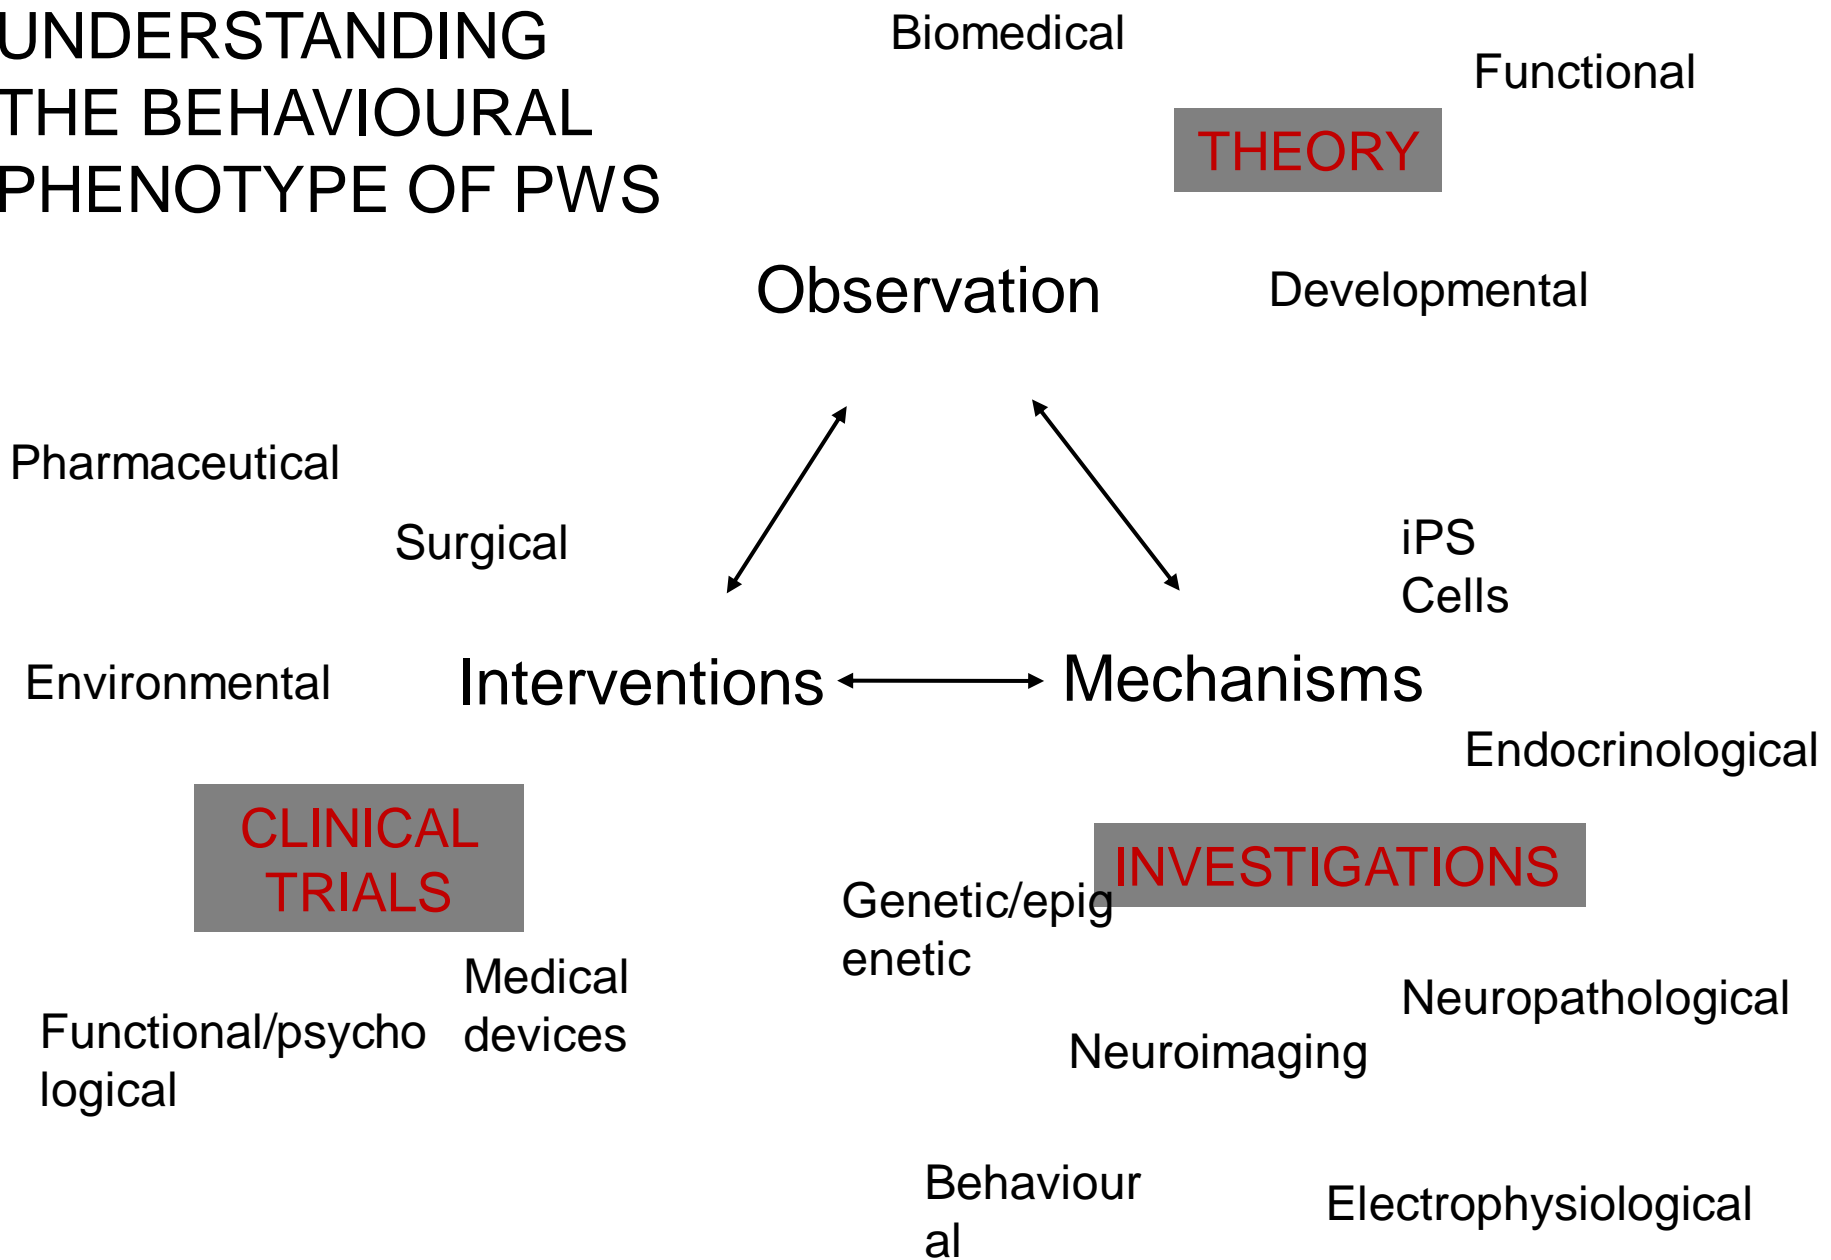 UNDERSTANDING
THE BEHAVIOURAL
PHENOTYPE OF PWS
Biomedical
Functional
THEORY
Observation
Developmental
Pharmaceutical
Surgical
iPS
Cells
Environmental
Interventions
Mechanisms
Endocrinological
CLINICAL
TRIALS
INVESTIGATIONS
Genetic/epig
enetic
Medical
devices
Functional/psycho
logical
Neuropathological
Neuroimaging
Behaviour
al
Electrophysiological